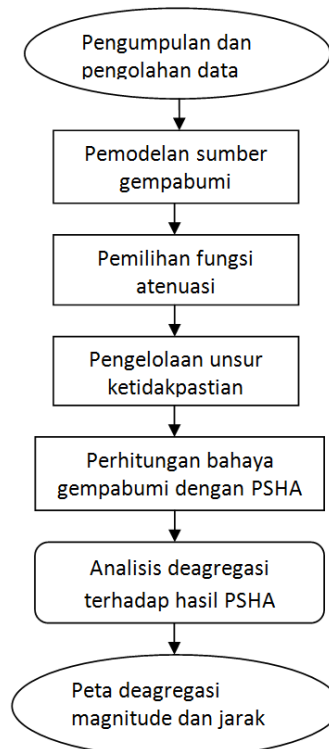 Pengumpulan dan
pengolahan data
Pemodelan sumber
gempabumi
Pemilihan fungsi
atenuasi
Pengelolaan unsur
ketidakpastian
Perhitungan bahaya
gempabumi dengan PSHA
Analisis deagregasi
terhadap hasil PSHA
Peta deagregasi
magnitude dan jarak